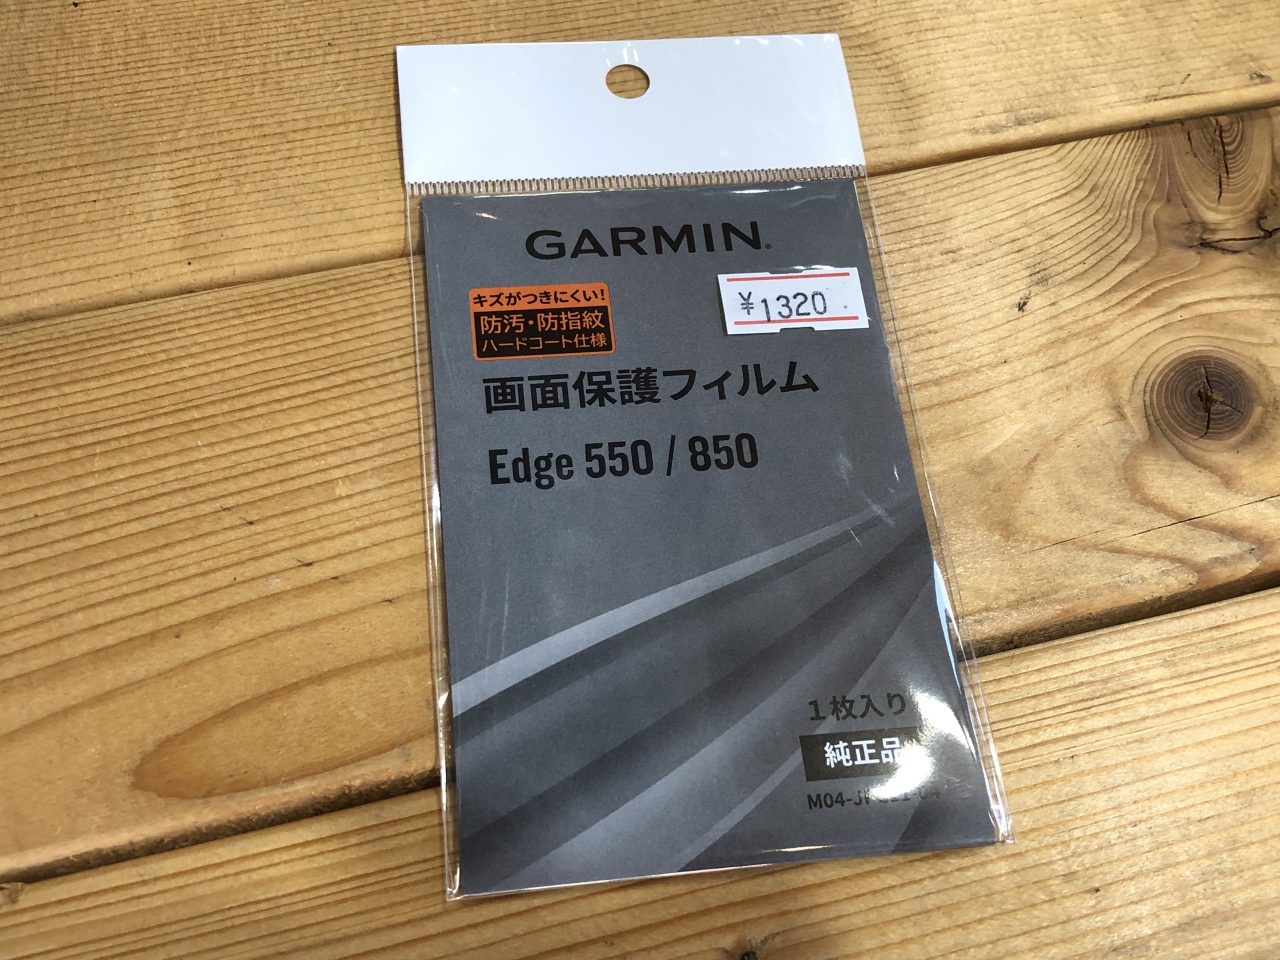 GARMIN®
キズがつきにくい!
防汚・防指紋
ハードコート仕様
¥1320
画面保護フィルム
Edge 550 / 850
1枚入り
純正品